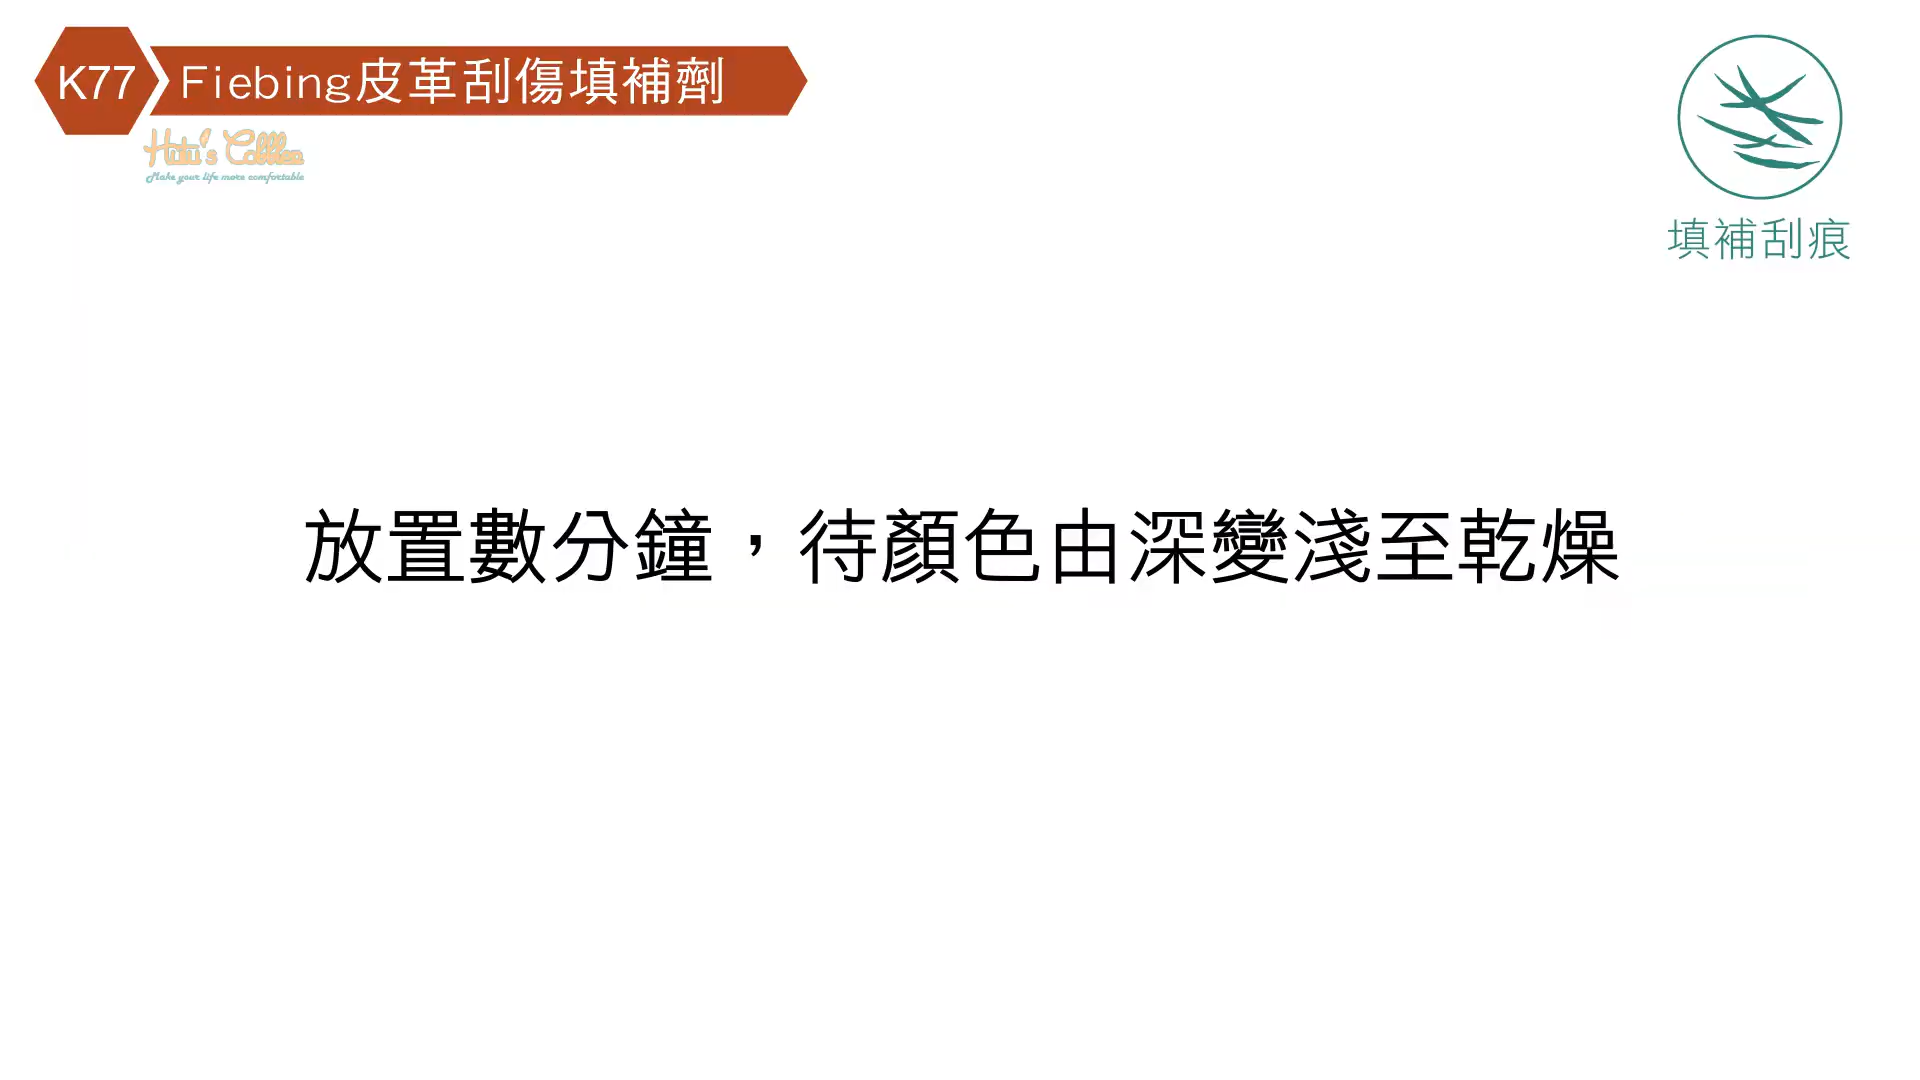 K77 Fiebing皮革刮傷填補劑
Make your life more comfortable
填補刮痕
放置數分鐘，待顏色由深變淺至乾燥